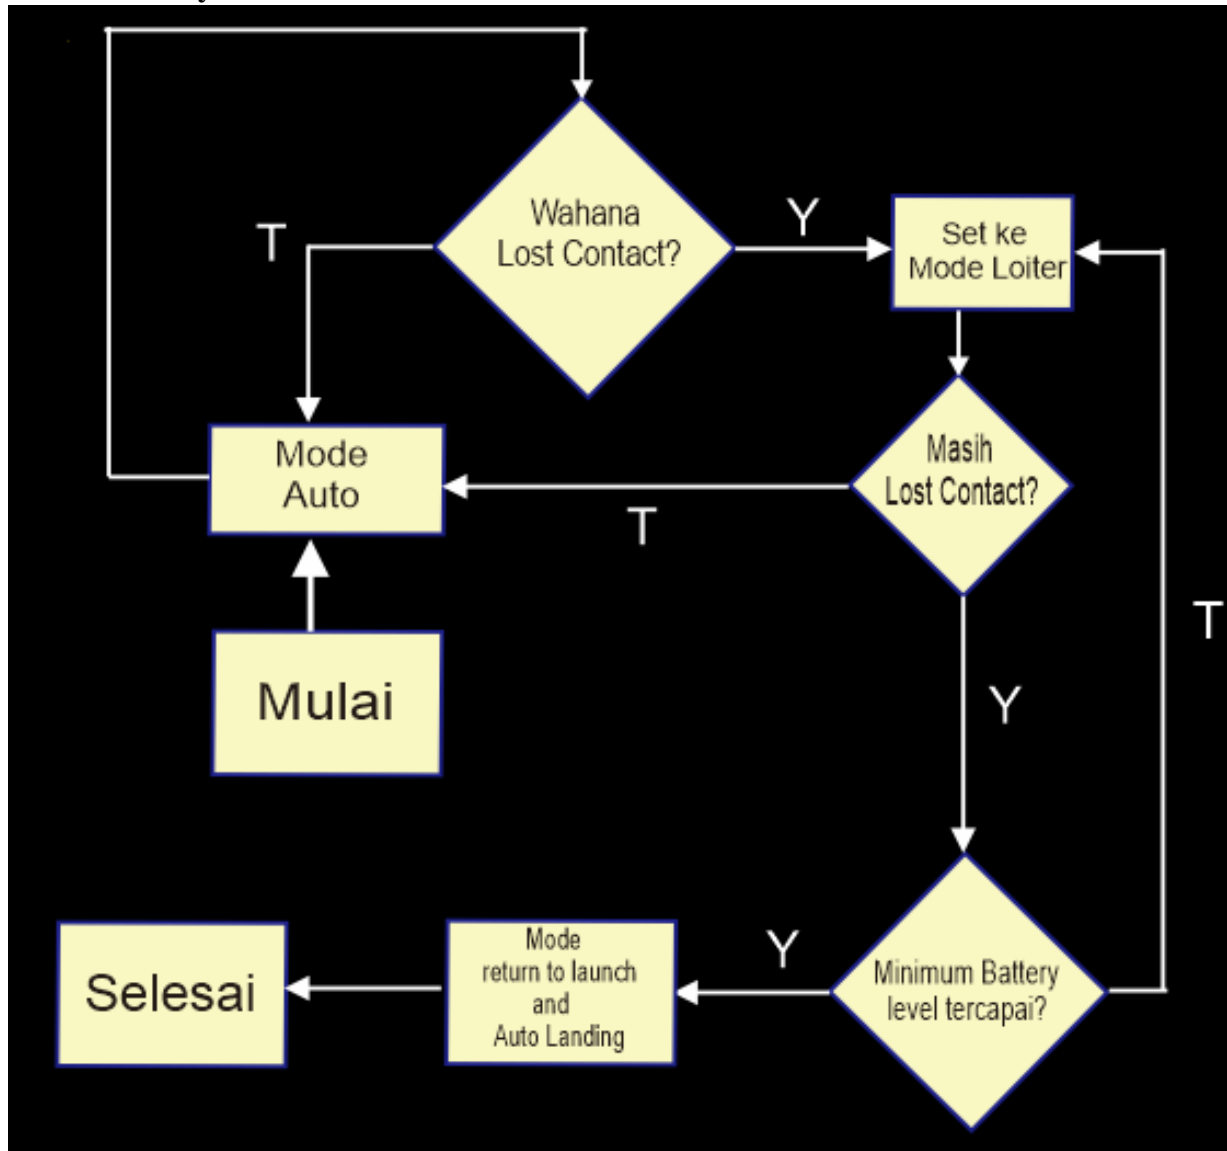 Wahana
Lost Contact?
T
Y
Set ke
Mode Loiter
Mode
Auto
Masih
Lost Contact?
T
T
Mulai
Y
Selesai
Mode
return to launch
and
Auto Landing
Y
Minimum Battery
level tercapai?